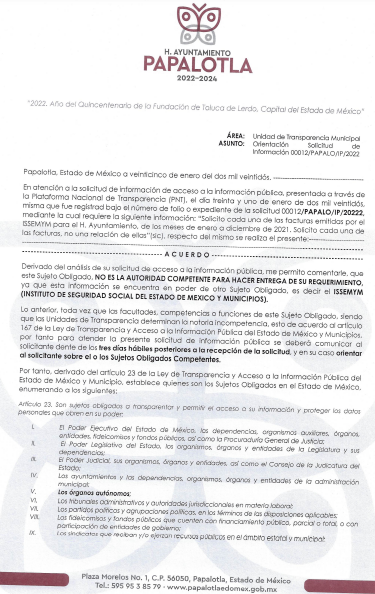 H. AYUNTAMIENTO
PAPALOTLA
2022-2024
"2022. Año del Quincentenario de la Fundación de Toluca de Lerdo, Capital del Estado de México"
ÁREA: Unidad de Transparencia Municipal
ASUNTO: Orientación Solicitud de
Información 00012/PAPALO/IP/2022
Papalotla, Estado de México a veinticinco de enero del dos mil veintidós.
En atención a la solicitud de información de acceso a la información pública, presentada a través de
la Plataforma Nacional de Transparencia (PNT), el día treinta y uno de enero de dos mil veintidós,
misma que fue registrad bajo el número de folio o expediente de la solicitud 00012/PAPALO/IP/20222,
mediante la cual requiere la siguiente información: "Solicito cada una de las facturas emitidas por el
ISSEMYM para el H. Ayuntamiento, de los meses de enero a diciembre de 2021. Solicito cada una de
las facturas, no una relación de ellas"(sic), respecto del mismo se realiza el presente:
A C U E R D O
Derivado del análisis de su solicitud de acceso a la información pública, me permito comentarle, que
este Sujeto Obligado, NO ES LA AUTORIDAD COMPETENTE PARA HACER ENTREGA DE SU REQUERIMIENTO,
ya que esta información se encuentra en poder de otro Sujeto Obligado, es decir el ISSEMYM
(INSTITUTO DE SEGURIDAD SOCIAL DEL ESTADO DE MEXICO Y MUNICIPIOS).
Lo anterior, toda vez que las facultades, competencias o funciones de este Sujeto Obligado, siendo
que las Unidades de Transparencia determinan la notoria Incompetencia, esto de acuerdo al artículo
167 de la Ley de Transparencia y Acceso a la Información Pública del Estado de México y Municipios,
por tanto para atender la presente solicitud de información pública se deberá comunicar al
solicitante dente de los tres días hábiles posteriores a la recepción de la solicitud, y en su caso orientar
al solicitante sobre el o los Sujetos Obligados Competentes.
Por tanto, derivado del artículo 23 de la Ley de Transparencia y Acceso a la Información Pública del
Estado de México y Municipio, establece quienes son los Sujetos Obligados en el Estado de México,
enumerando a los siguientes:
Artículo 23. Son sujetos obligados a transparentar y permitir el acceso a su información y proteger los datos
personales que obren en su poder:
I. El Poder Ejecutivo del Estado de México, las dependencias, organismos auxiliares, órganos,
entidades, fideicomisos y fondos públicos, así como la Procuraduría General de Justicia;
II. El Poder Legislativo del Estado, los organismos, órganos y entidades de la Legislatura y sus
dependencias;
III. El Poder Judicial, sus organismos, órganos y entidades, así como el Consejo de la Judicatura del
Estado;
IV. Los ayuntamientos y las dependencias, organismos, órganos y entidades de la administración
municipal;
V. Los órganos autónomos;
VI. Los tribunales administrativos y autoridades jurisdiccionales en materia laboral;
VII. Los partidos políticos y agrupaciones políticas, en los términos de las disposiciones aplicables;
VIII. Los fideicomisos y fondos públicos que cuenten con financiamiento público, parcial o total, o con
participación de entidades de gobierno;
IX. Los sindicatos que reciban y/o ejerzan recursos públicos en el ámbito estatal y municipal;
Plaza Morelos No. 1, C.P. 56050, Papalotla, Estado de México
Tel.: 595 95 3 85 79 · www.papalotlaedomex.gob.mx